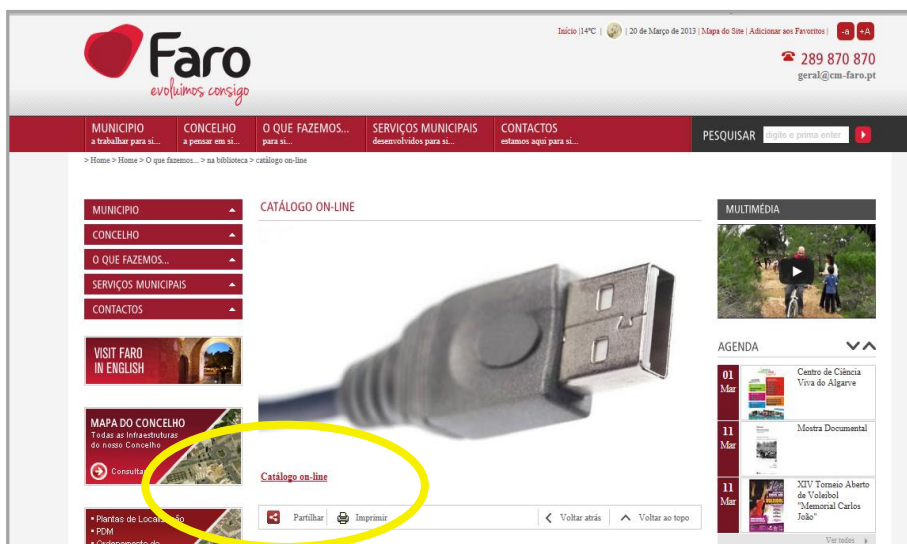 Início |14ºC | | 20 de Março de 2013 | Mapa do Site | Adicionar aos Favoritos | -a +A
Faro
evoluimos consigo
289 870 870
geral@cm-faro.pt
MUNICIPIO
a trabalhar para si...
CONCELHO
a pensar em si...
O QUE FAZEMOS...
para si...
SERVIÇOS MUNICIPAIS
desenvolvidos para si...
CONTACTOS
estamos aqui para si...
PESQUISAR digite e prima enter
> Home > Home > O que fazemos... > na biblioteca > catálogo on-line
MUNICIPIO
CONCELHO
O QUE FAZEMOS...
SERVIÇOS MUNICIPAIS
CONTACTOS
VISIT FARO
IN ENGLISH
MAPA DO CONCELHO
Todas as Infraestruturas
do nosso Concelho
Consultar
• Plantas de Localização
• PDM
• Ordenamento do
CATÁLOGO ON-LINE
Catálogo on-line
Partilhar Imprimir Voltar atrás Voltar ao topo
MULTIMÉDIA
AGENDA
01
Mar
Centro de Ciência
Viva do Algarve
11
Mar
Mostra Documental
11
Mar
XIV Torneio Aberto
de Voleibol
"Memorial Carlos
João"
Ver todos